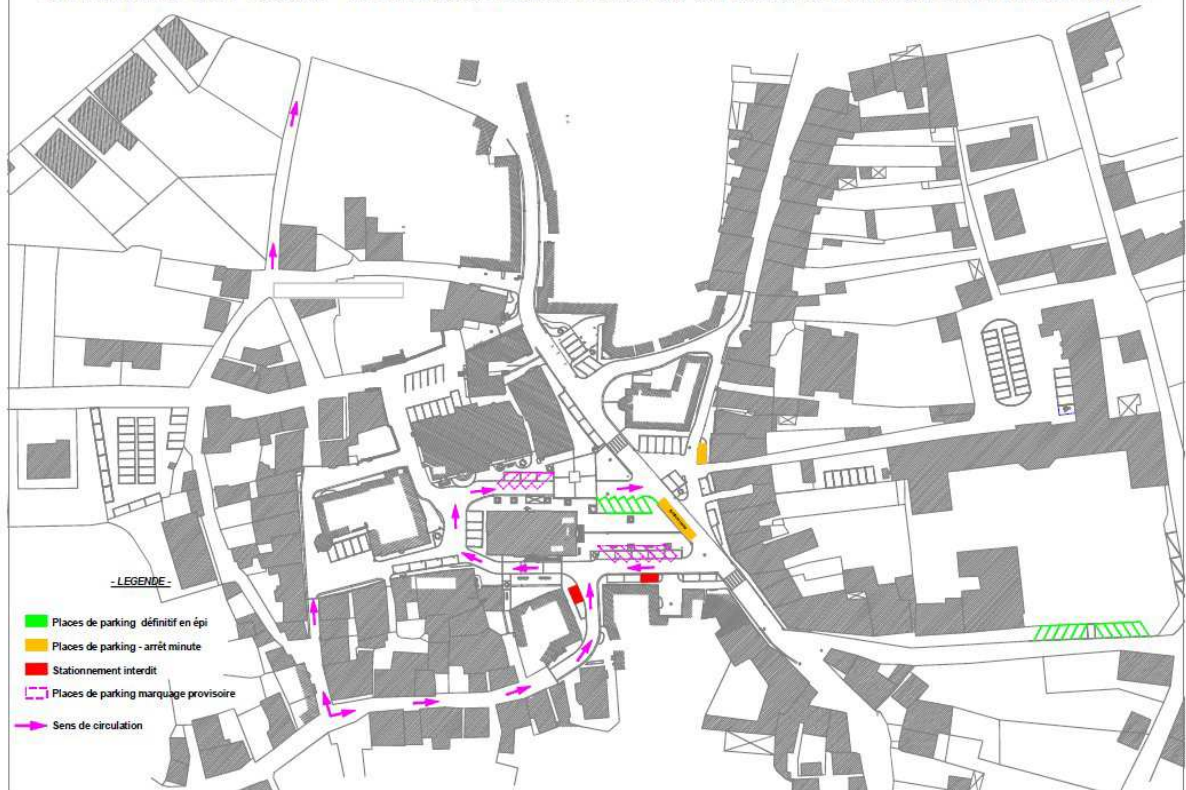 - LEGENDE -
Places de parking définitif en épi
Places de parking - arrêt minute
Stationnement interdit
Places de parking marquage provisoire
Sens de circulation